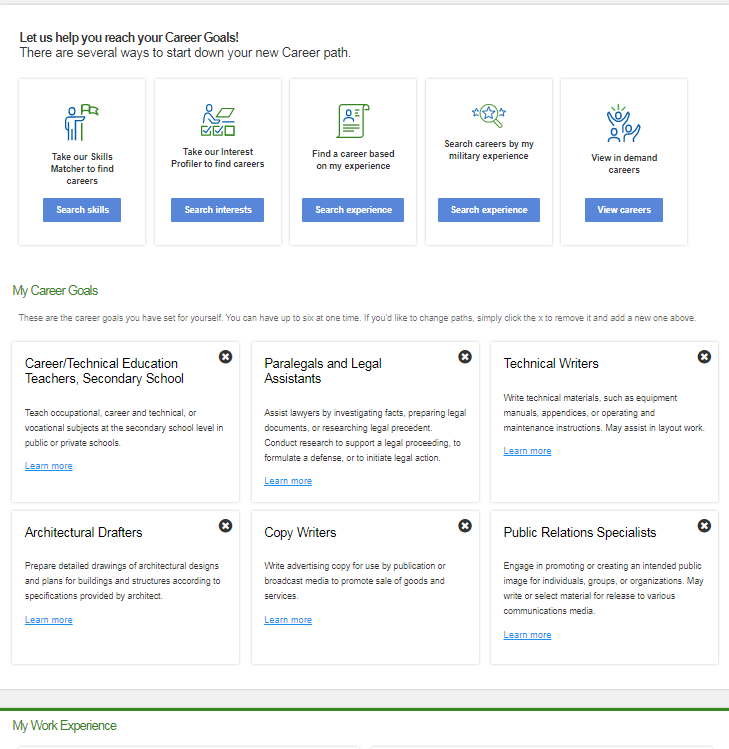 Let us help you reach your Career Goals!
There are several ways to start down your new Career path.
Take our Skills
Matcher to find
careers
Search skills
Take our Interest
Profiler to find careers
Search interests
Find a career based
on my experience
Search experience
Search careers by my
military experience
Search experience
View in demand
careers
View careers
My Career Goals
These are the career goals you have set for yourself. You can have up to six at one time. If you'd like to change paths, simply click the x to remove it and add a new one above.
Career/Technical Education
Teachers, Secondary School
Teach occupational, career and technical, or
vocational subjects at the secondary school level in
public or private schools.
Learn more
Paralegals and Legal
Assistants
Assist lawyers by investigating facts, preparing legal
documents, or researching legal precedent.
Conduct research to support a legal proceeding, to
formulate a defense, or to initiate legal action.
Learn more
Technical Writers
Write technical materials, such as equipment
manuals, appendices, or operating and
maintenance instructions. May assist in layout work.
Learn more
Architectural Drafters
Prepare detailed drawings of architectural designs
and plans for buildings and structures according to
specifications provided by architect.
Learn more
Copy Writers
Write advertising copy for use by publication or
broadcast media to promote sale of goods and
services.
Learn more
Public Relations Specialists
Engage in promoting or creating an intended public
image for individuals, groups, or organizations. May
write or select material for release to various
communications media.
Learn more
My Work Experience